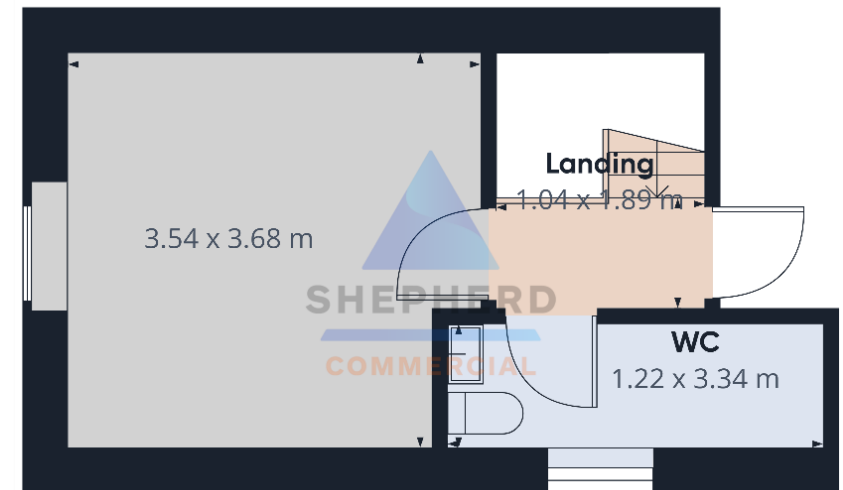 Landing
1.04 x 1.89 m
3.54 x 3.68 m
SHEPHERD
COMMERCIAL
WC
1.22 x 3.34 m